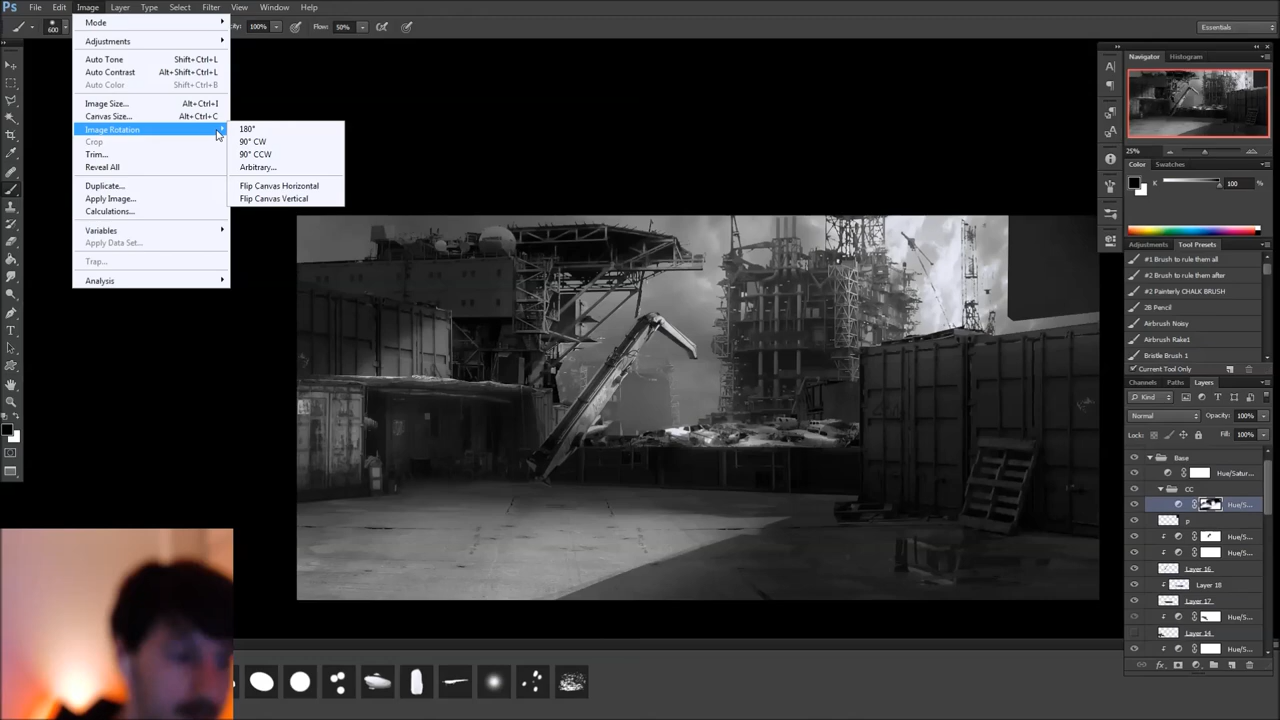 Ps File Edit Image Layer Type Select Filter View Window Help
600 100% Flow: 50% Essentials
Mode
Adjustments
Auto Tone Shift+Ctrl+L
Auto Contrast Alt+Shift+Ctrl+L
Auto Color Shift+Ctrl+B
Image Size... Alt+Ctrl+I
Canvas Size... Alt+Ctrl+C
Image Rotation
Crop
Trim...
Reveal All
Duplicate...
Apply Image...
Calculations...
Variables
Apply Data Set...
Trap...
Analysis
180°
90° CW
90° CCW
Arbitrary...
Flip Canvas Horizontal
Flip Canvas Vertical
Navigator Histogram
25%
Color Swatches
K 100 %
Adjustments Tool Presets
#1 Brush to rule them all
#2 Brush to rule them after
#2 Painterly CHALK BRUSH
2B Pencil
Airbrush Noisy
Airbrush Rake1
Bristle Brush 1
Current Tool Only
Channels Paths Layers
Kind
Normal Opacity: 100%
Lock: Fill: 100%
Base
Hue/Satur...
CC
Hue/S...
p
Hue/S...
Hue/S...
Layer 16
Layer 18
Layer 17
Hue/S...
Layer 14
Hue/S...